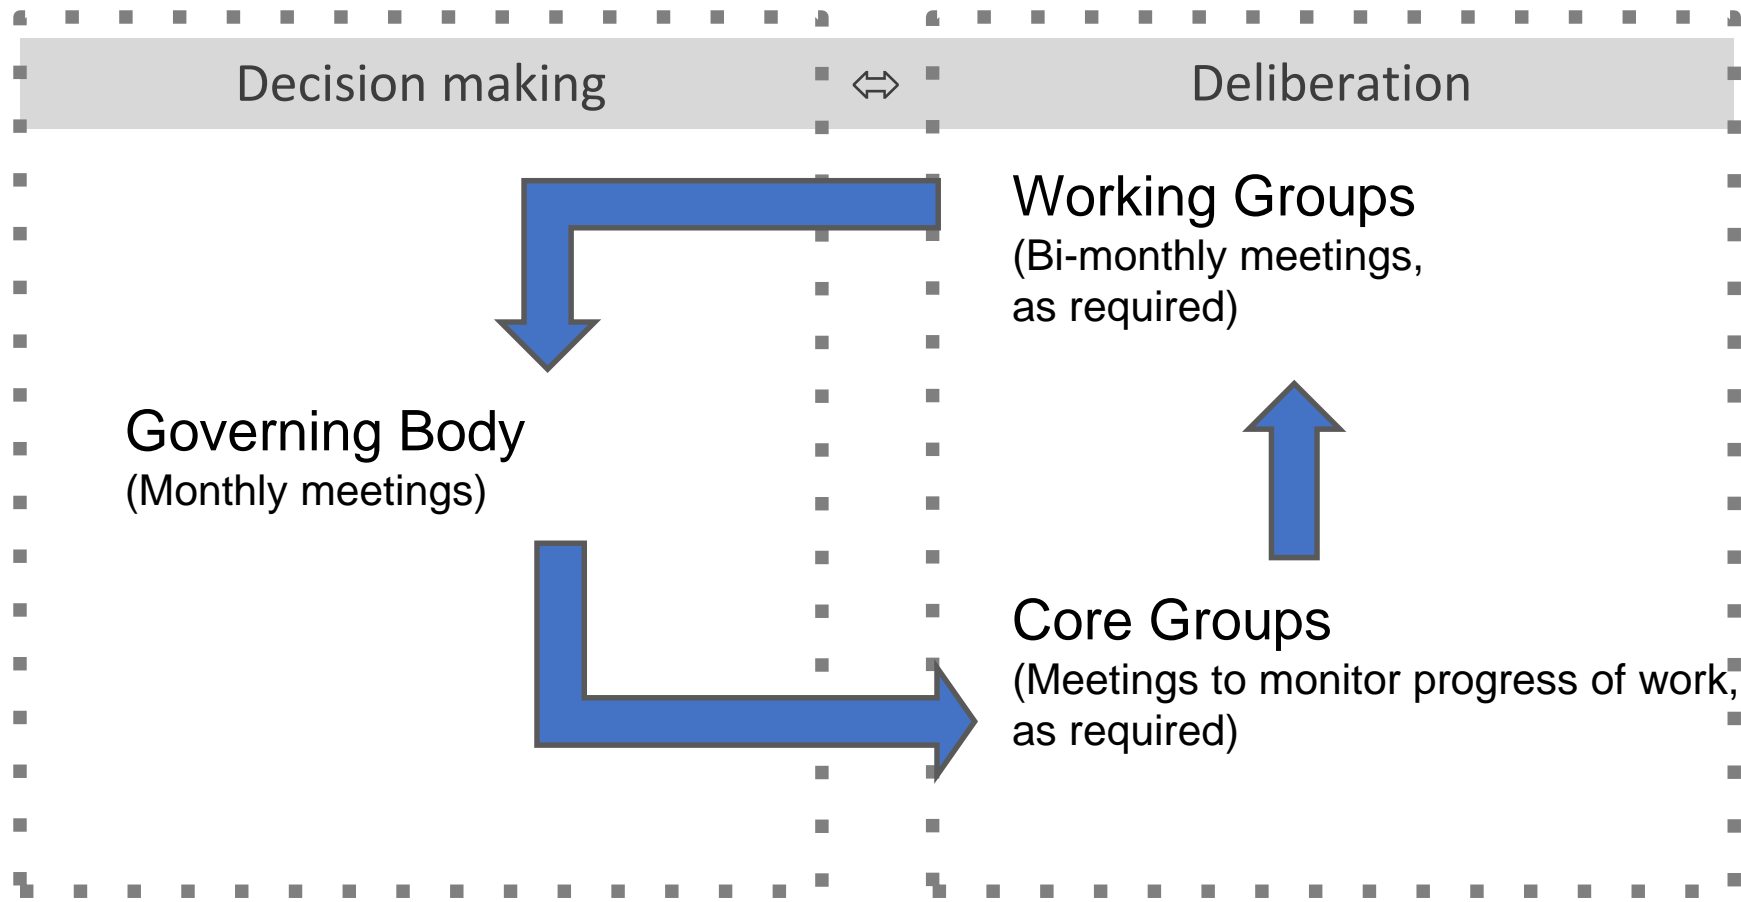 Decision making ⬄ Deliberation
Working Groups
(Bi-monthly meetings,
as required)
Governing Body
(Monthly meetings)
Core Groups
(Meetings to monitor progress of work,
as required)